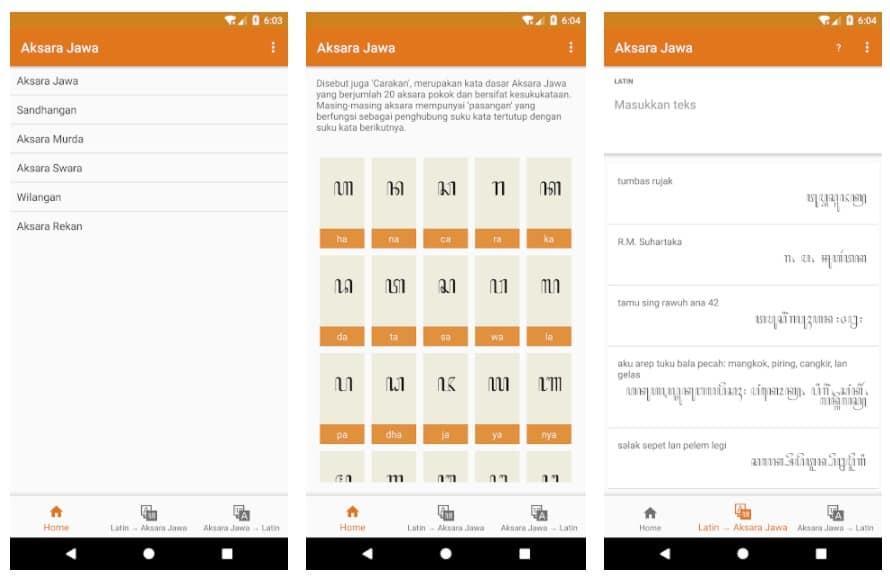 6:03
Aksara Jawa
Aksara Jawa
Sandhangan
Aksara Murda
Aksara Swara
Wilangan
Aksara Rekan
Home
Latin → Aksara Jawa
Aksara Jawa → Latin
6:04
Aksara Jawa
Disebut juga 'Carakan', merupakan kata dasar Aksara Jawa
yang berjumlah 20 aksara pokok dan bersifat kesukukataan.
Masing-masing aksara mempunyai 'pasangan' yang
berfungsi sebagai penghubung suku kata tertutup dengan
suku kata berikutnya.
ꦲ ꦤ ꦕ ꦫ ꦏ
ha na ca ra ka
ꦢ ꦠ ꦱ ꦮ ꦭ
da ta sa wa la
ꦥ ꦝ ꦗ ꦪ ꦚ
pa dha ja ya nya
Home
Latin → Aksara Jawa
Aksara Jawa → Latin
6:04
Aksara Jawa ?
LATIN
Masukkan teks
tumbas rujak
R.M. Suhartaka
tamu sing rawuh ana 42
aku arep tuku bala pecah: mangkok, piring, cangkir, lan
gelas
salak sepet lan pelem legi
Home
Latin → Aksara Jawa
Aksara Jawa → Latin